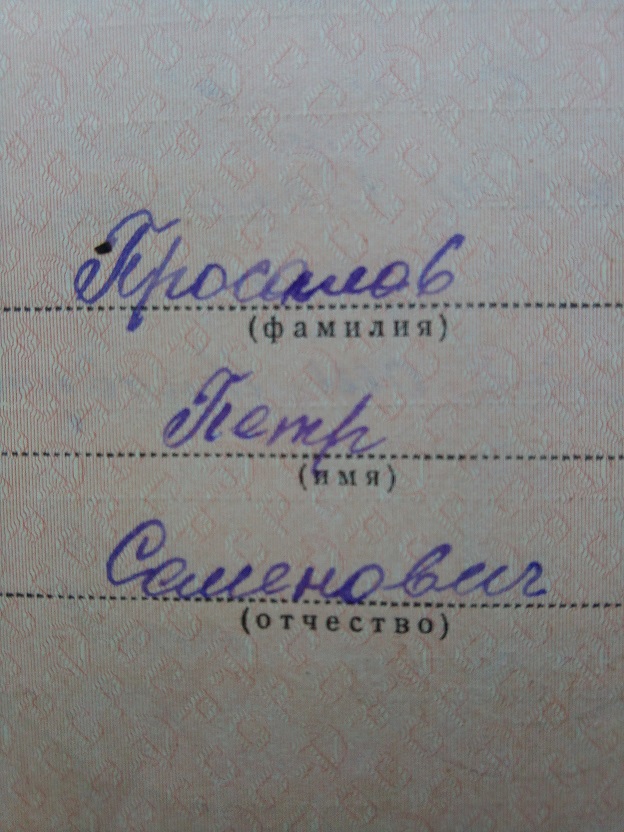 Просалов
(фамилия)
Петр
(имя)
Семенович
(отчество)